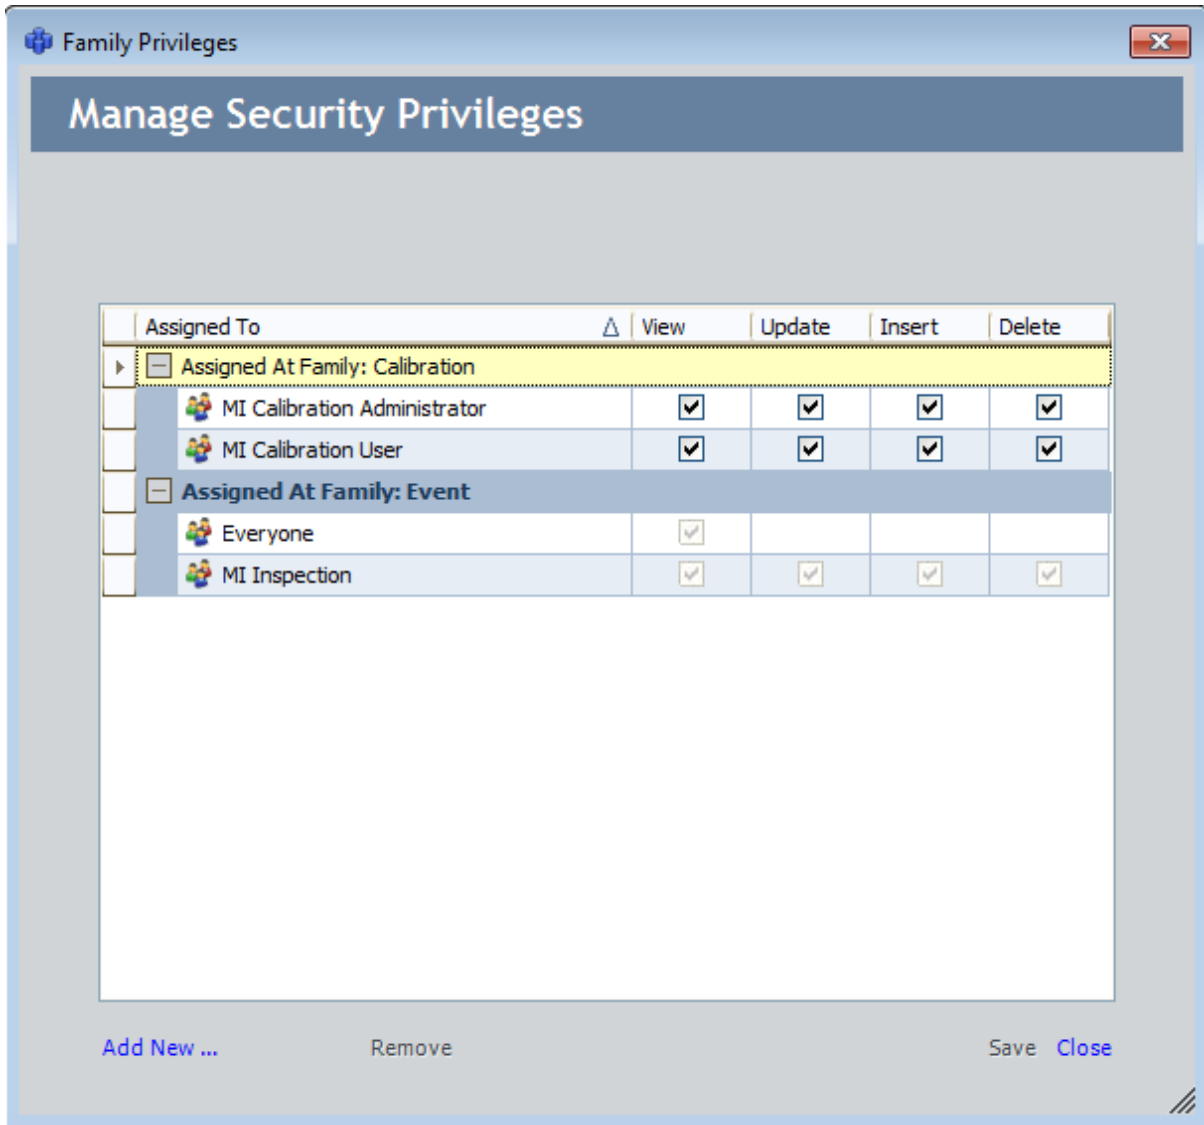 Family Privileges
Manage Security Privileges
Assigned To View Update Insert Delete
Assigned At Family: Calibration
MI Calibration Administrator
MI Calibration User
Assigned At Family: Event
Everyone
MI Inspection
Add New ... Remove Save Close